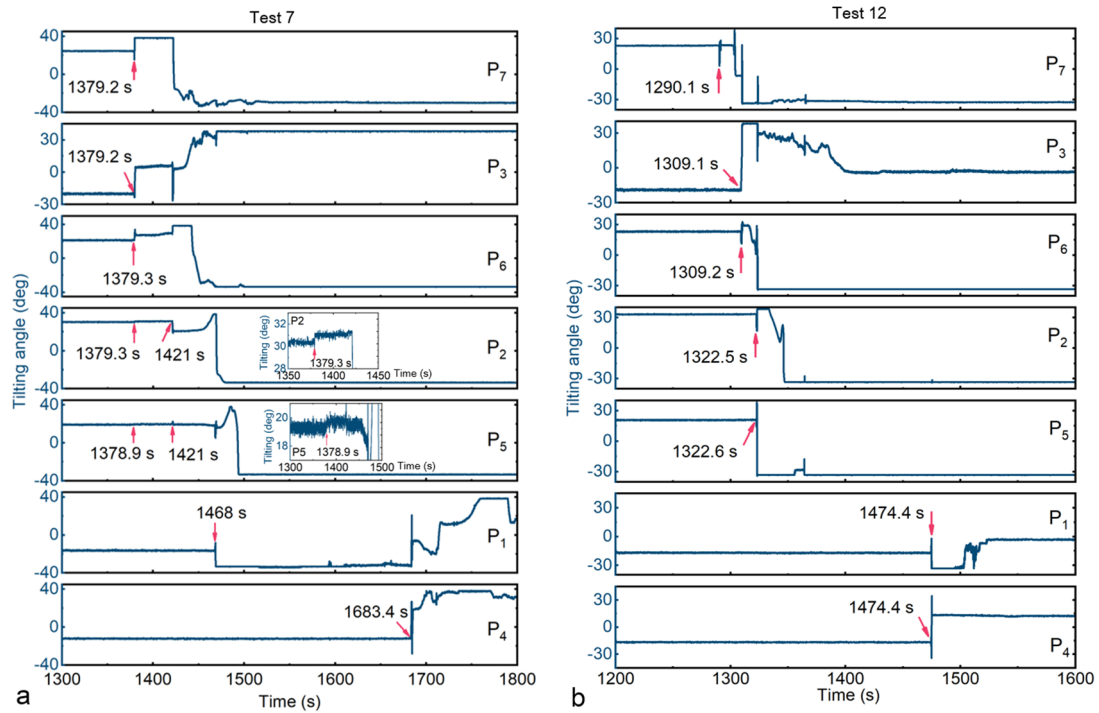 Test 7
Test 12
Tilting angle (deg)
40
0
-40
1379.2 s
P7
30
0
-30
1379.2 s
P3
40
0
-40
1379.3 s
P6
40
0
-40
1379.3 s
1421 s
P2
32
30
28
P2
1379.3 s
1350
1400
1450
Tilting (deg)
Time (s)
40
0
-40
1378.9 s
1421 s
P5
20
19
18
P5
1378.9 s
1300
1400
1500
Tilting (deg)
Time (s)
40
0
-40
1468 s
P1
40
0
-40
1683.4 s
P4
1300 1400 1500 1600 1700 1800
Time (s)
a
Tilting angle (deg)
30
0
-30
1290.1 s
P7
30
0
-30
1309.1 s
P3
30
0
-30
1309.2 s
P6
30
0
-30
1322.5 s
P2
30
0
-30
1322.6 s
P5
30
0
-30
1474.4 s
P1
30
0
-30
1474.4 s
P4
1200 1300 1400 1500 1600
Time (s)
b